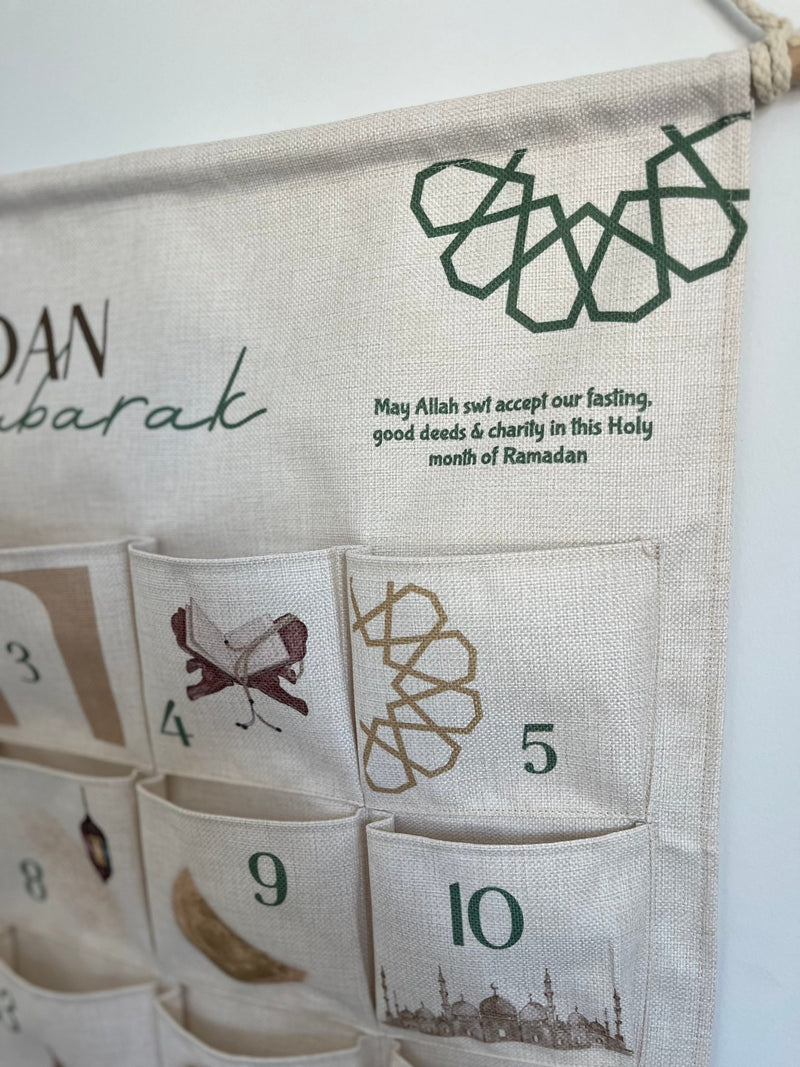 DAN
barak
May Allah swt accept our fasting,
good deeds & charity in this Holy
month of Ramadan
3
4
5
8
9
10